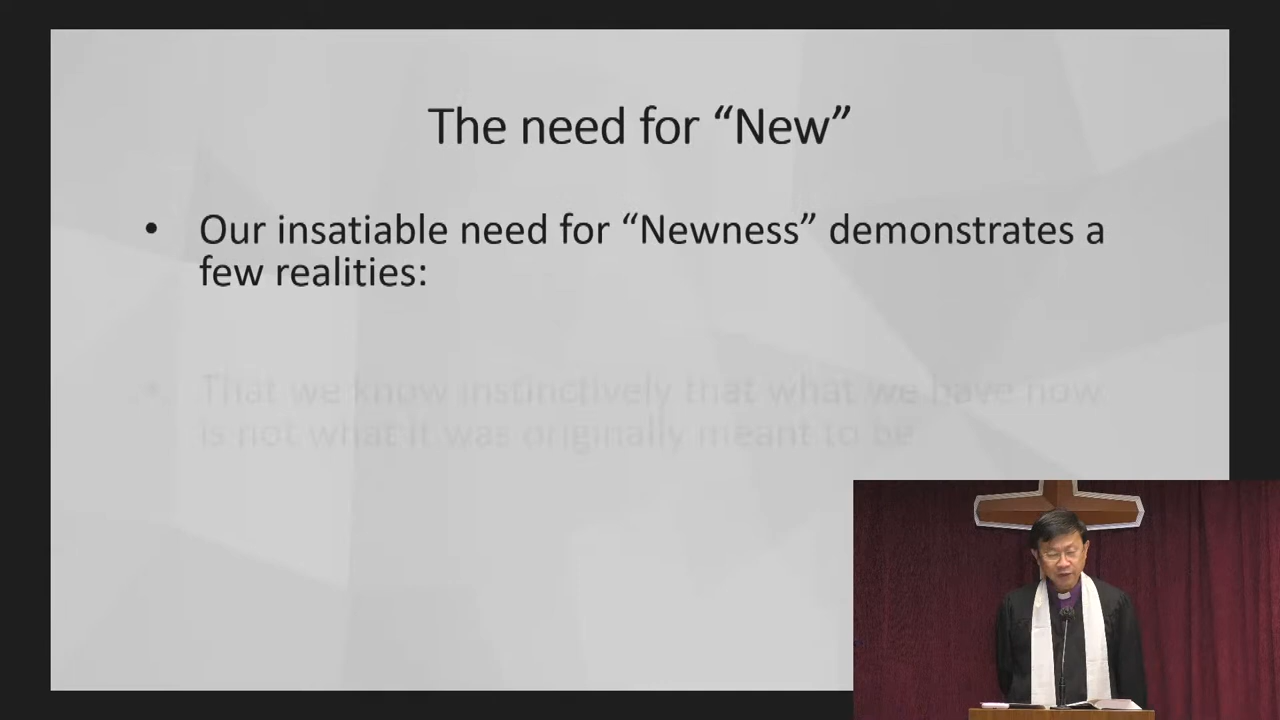 The need for “New”
• Our insatiable need for “Newness” demonstrates a
few realities:
• That we know instinctively that what we have now
is not what it was originally meant to be